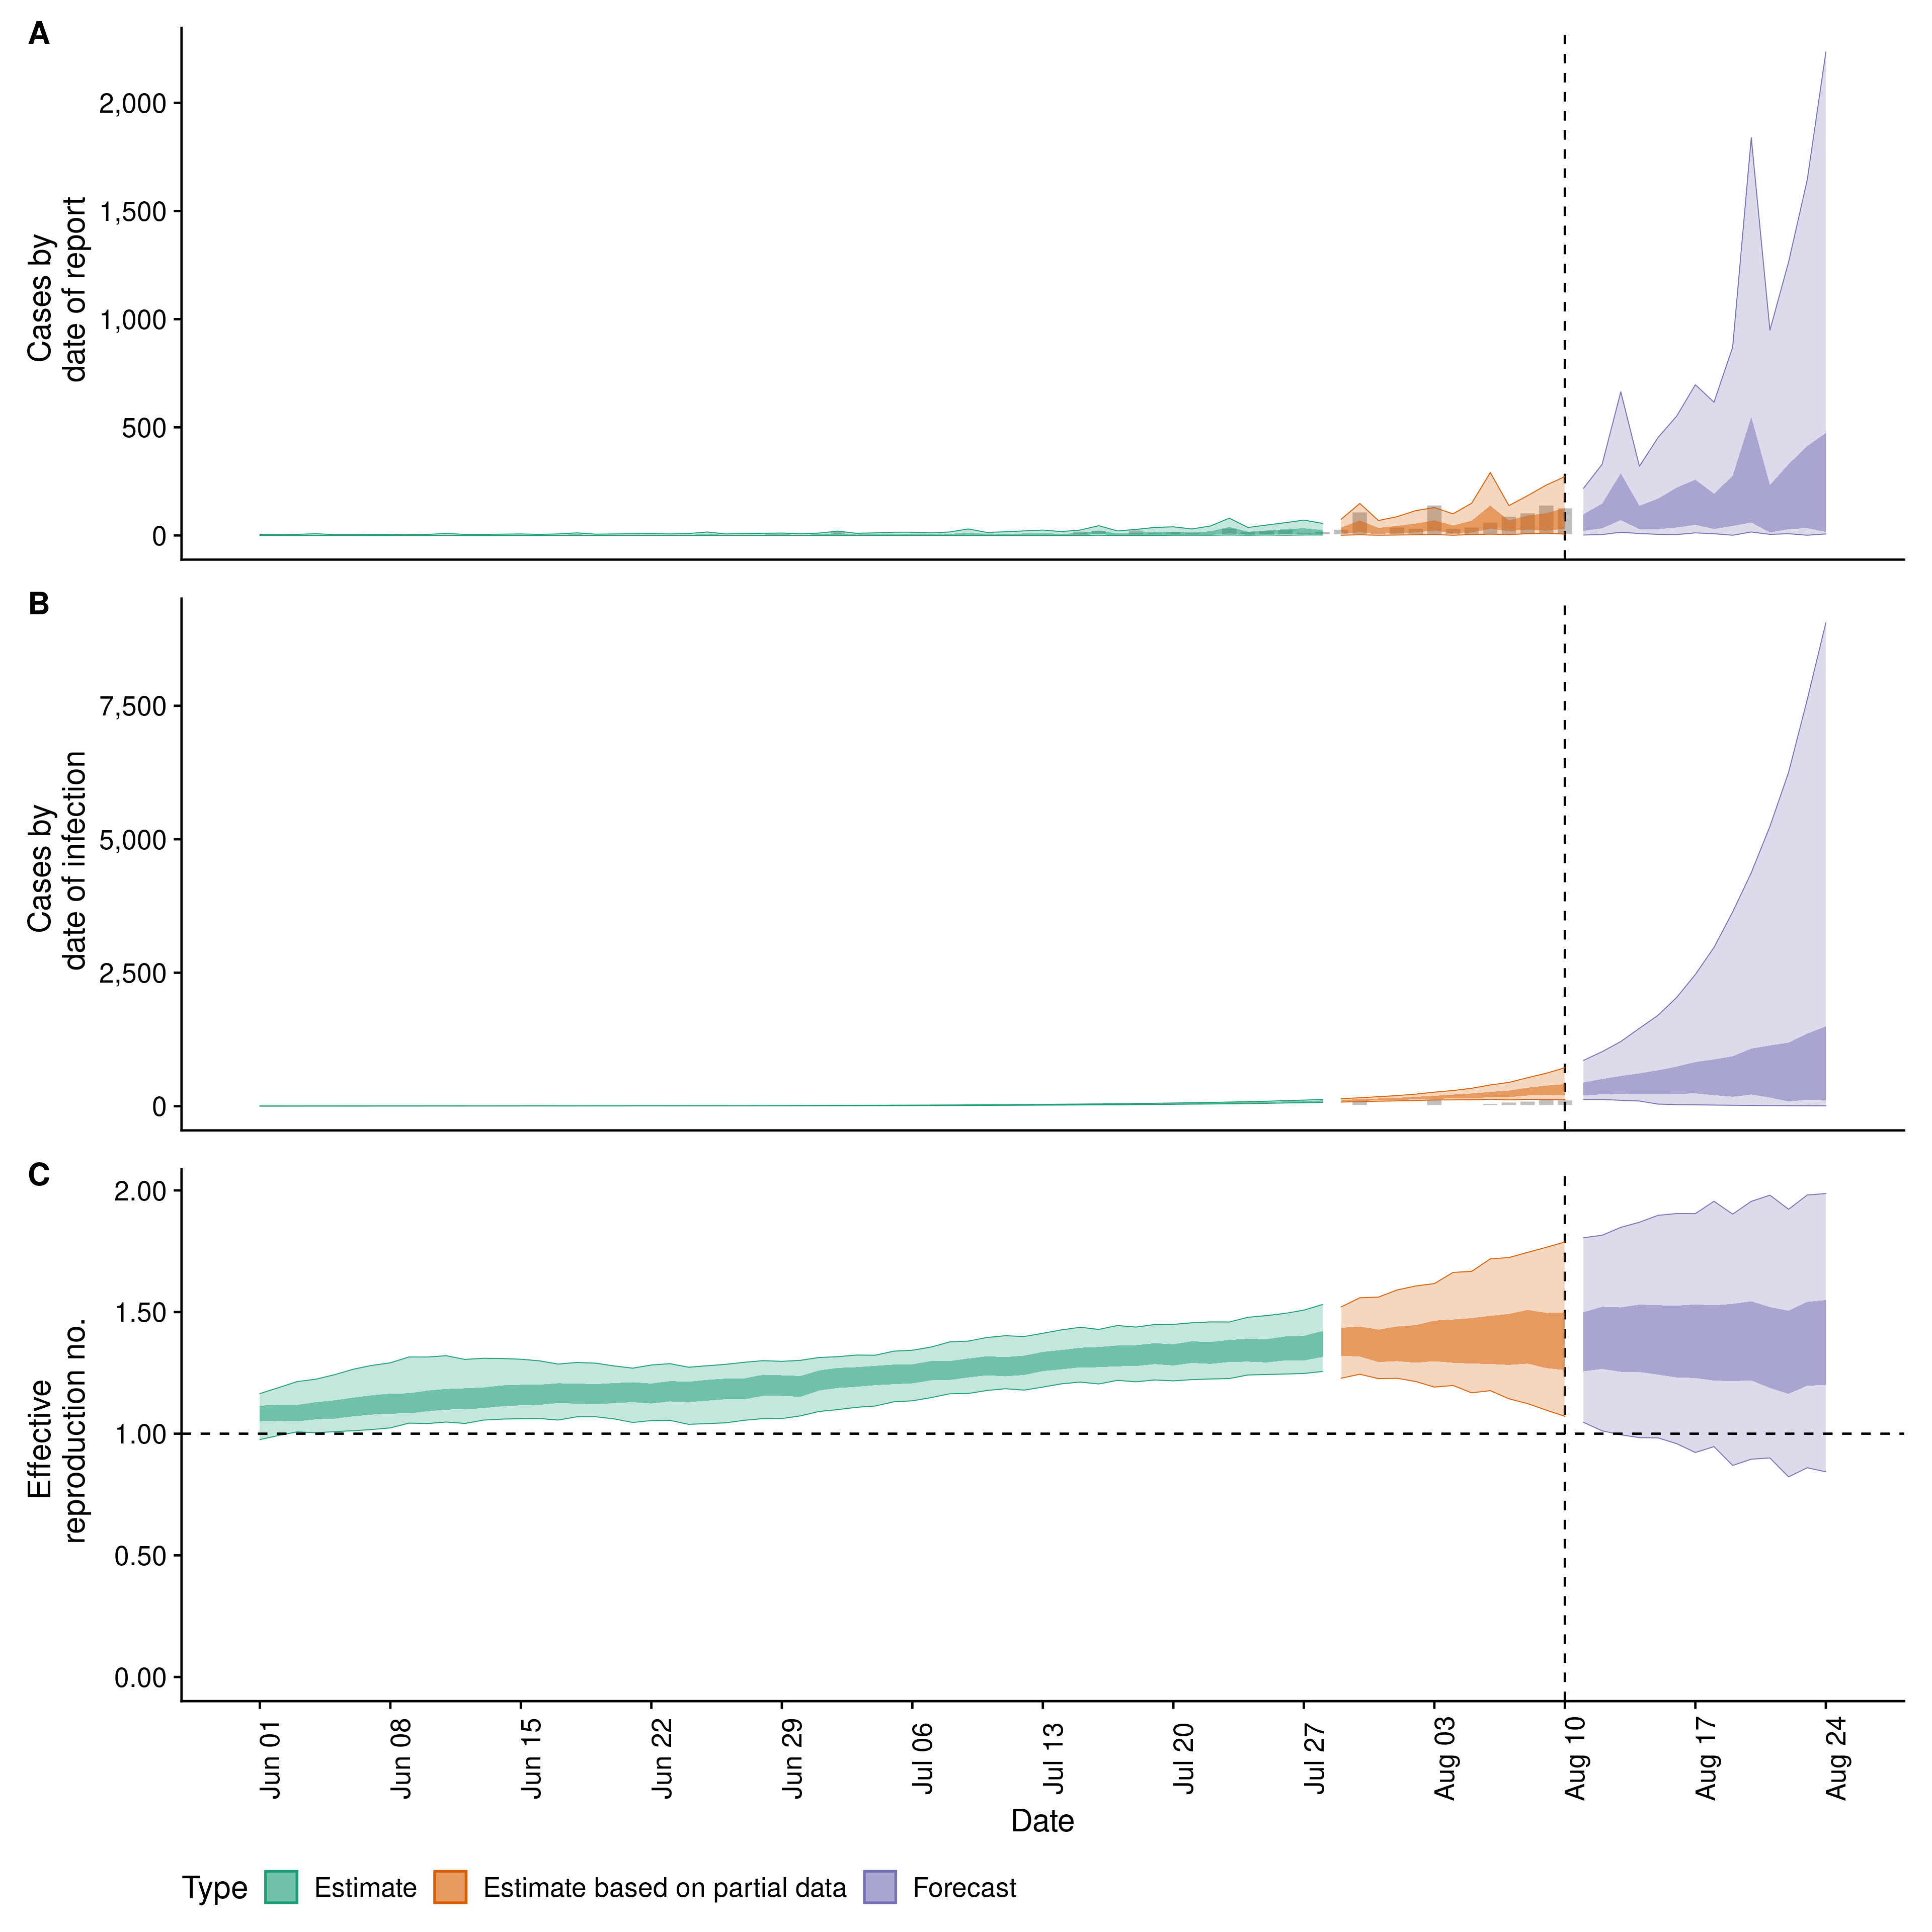 A
Cases by
date of report
2,000
1,500
1,000
500
0
B
Cases by
date of infection
7,500
5,000
2,500
0
C
Effective
reproduction no.
2.00
1.50
1.00
0.50
0.00
Jun 01
Jun 08
Jun 15
Jun 22
Jun 29
Jul 06
Jul 13
Jul 20
Jul 27
Aug 03
Aug 10
Aug 17
Aug 24
Date
Type Estimate Estimate based on partial data Forecast